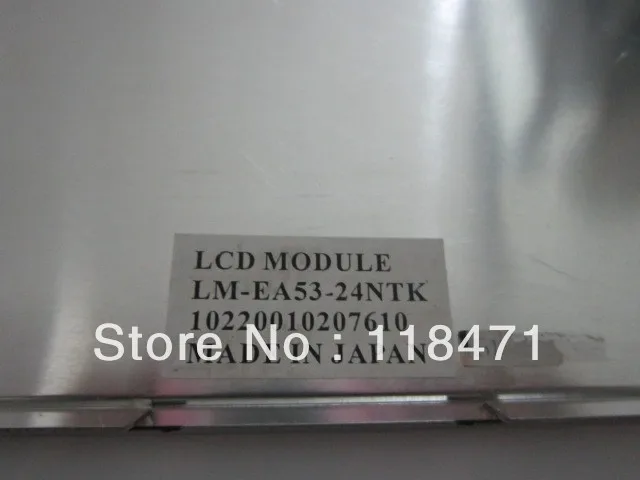 LCD MODULE
LM-EA53-24NTK
10220010207610
MADE IN JAPAN
Store No: 118471